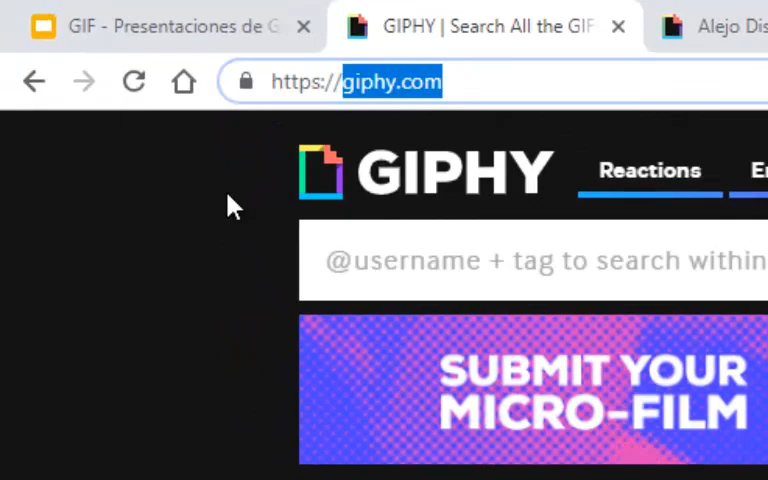 GIF - Presentaciones de G
GIPHY | Search All the GIF
Alejo Dis
https://giphy.com
GIPHY
Reactions
@username + tag to search within
SUBMIT YOUR
MICRO-FILM